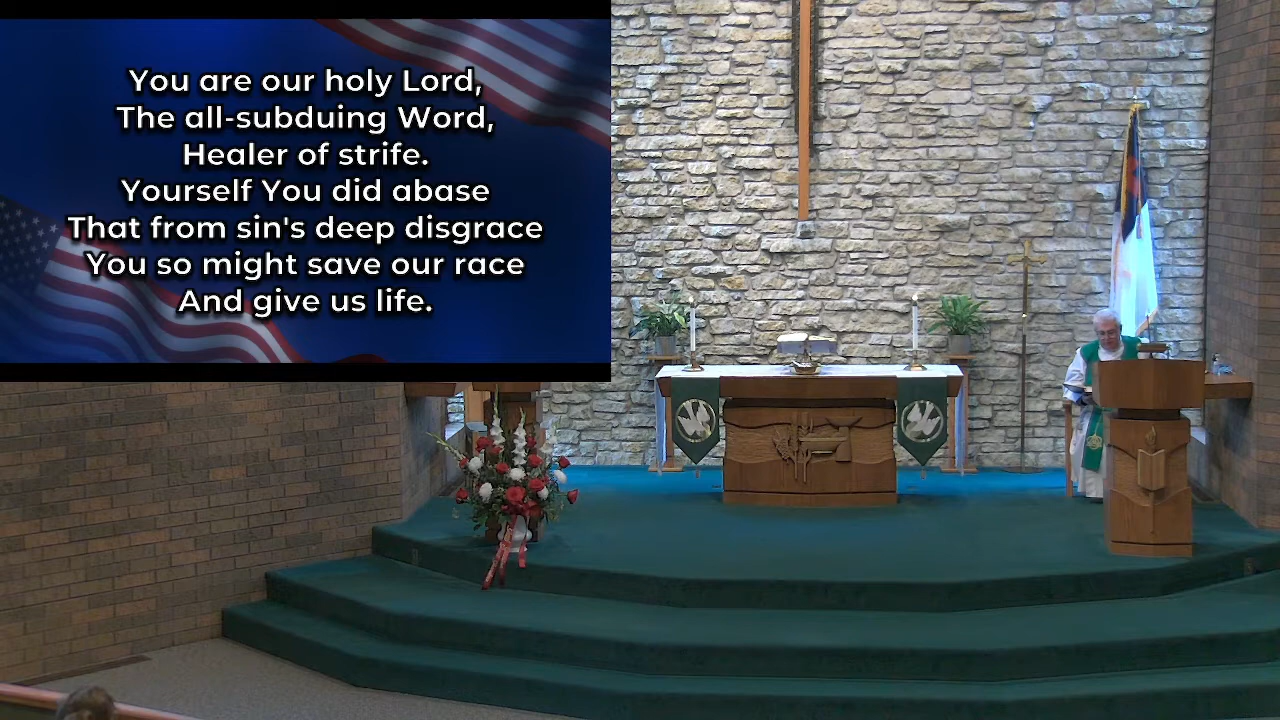 You are our holy Lord,
The all-subduing Word,
Healer of strife.
Yourself You did abase
That from sin's deep disgrace
You so might save our race
And give us life.